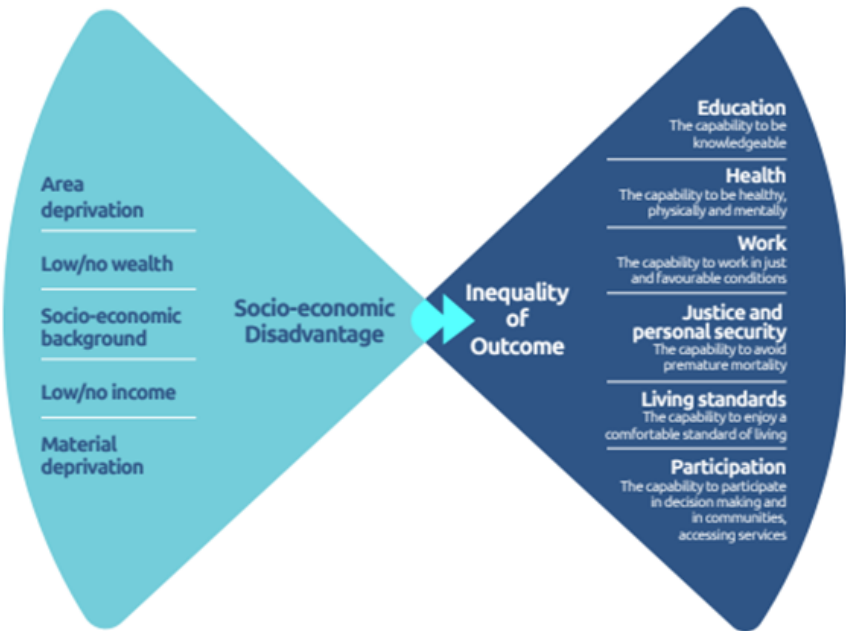 Area
deprivation
Low/no wealth
Socio-economic
background
Low/no income
Material
deprivation
Socio-economic
Disadvantage
Inequality
of
Outcome
Education
The capability to be
knowledgeable
Health
The capability to be healthy,
physically and mentally
Work
The capability to work in just
and favourable conditions
Justice and
personal security
The capability to avoid
premature mortality
Living standards
The capability to enjoy a
comfortable standard of living
Participation
The capability to participate
in decision making and
in communities,
accessing services